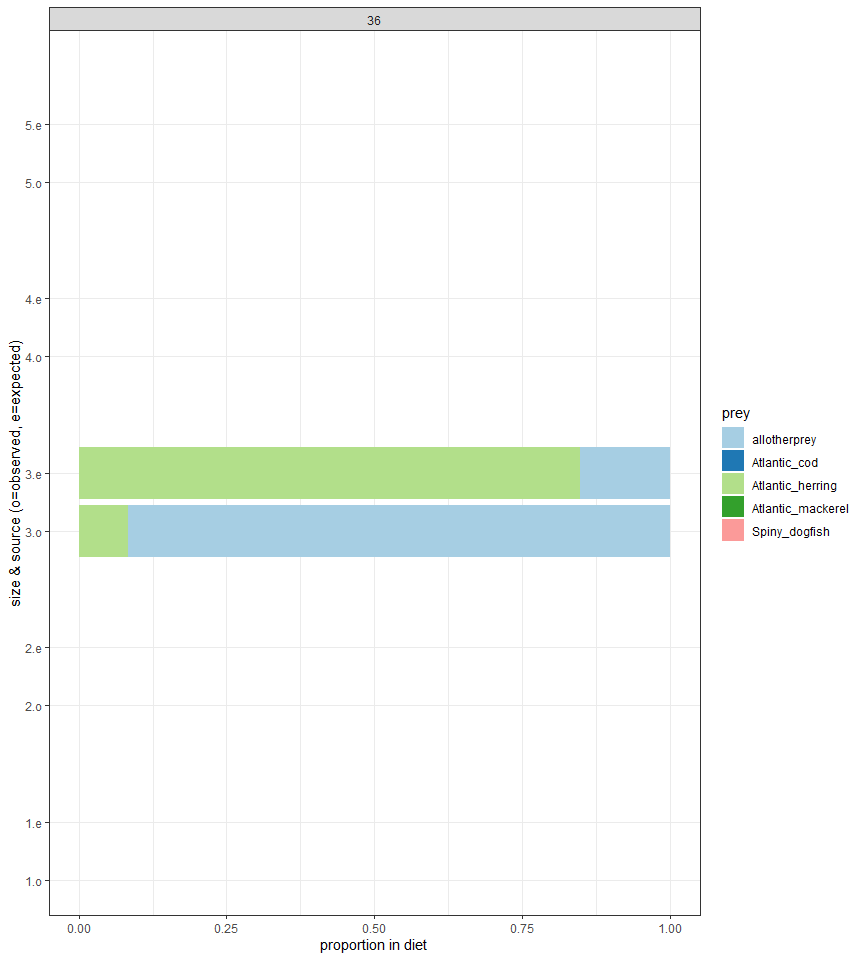 36
5.e
5.o
4.e
4.o
3.e
3.o
2.e
2.o
1.e
1.o
size & source (o=observed, e=expected)
0.00 0.25 0.50 0.75 1.00
proportion in diet
prey
allotherprey
Atlantic_cod
Atlantic_herring
Atlantic_mackerel
Spiny_dogfish